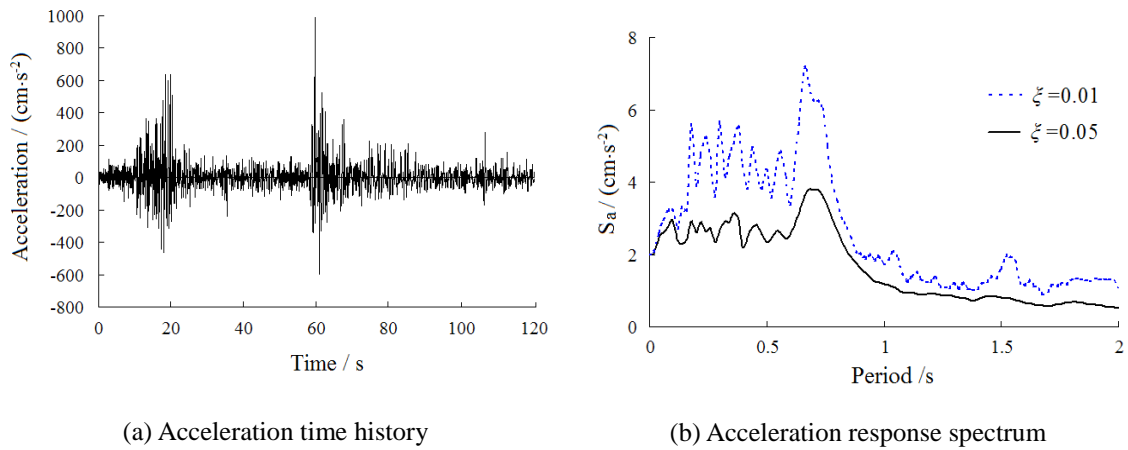 1000
800
600
400
200
0
-200
-400
-600
-800
0 20 40 60 80 100 120
Acceleration / (cm·s⁻²)
Time / s
(a) Acceleration time history
8
6
4
2
0
0 0.5 1 1.5 2
Sa / (cm·s⁻²)
Period /s
ξ =0.01
ξ =0.05
(b) Acceleration response spectrum